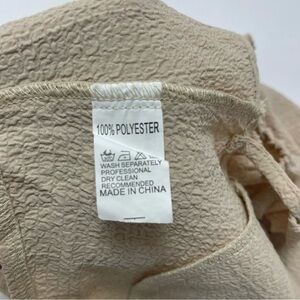 100% POLYESTER
WASH SEPARATELY
PROFESSIONAL
DRY CLEAN
RECOMMENDED
MADE IN CHINA